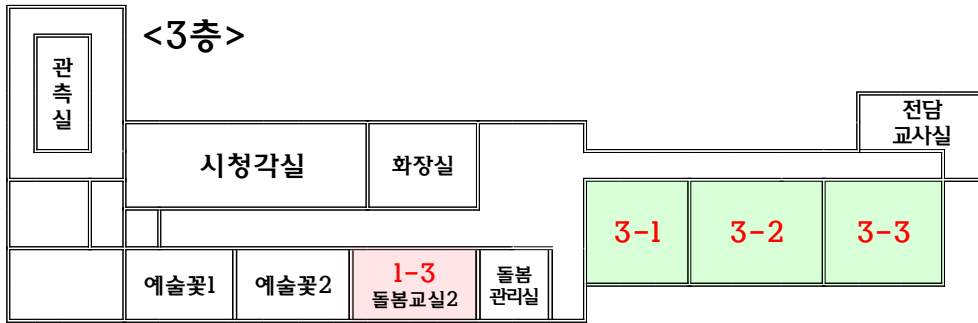 <3층>
관
측
실
전담
교사실
시청각실
화장실
3-1
3-2
3-3
예술꽃1
예술꽃2
1-3
돌봄교실2
돌봄
관리실